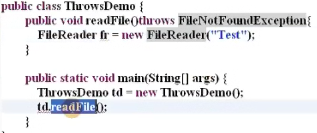 public class ThrowsDemo {
public void readFile()throws FileNotFoundException{
FileReader fr = new FileReader("Test");
}
public static void main(String[] args) {
ThrowsDemo td = new ThrowsDemo();
td.readFile();
}